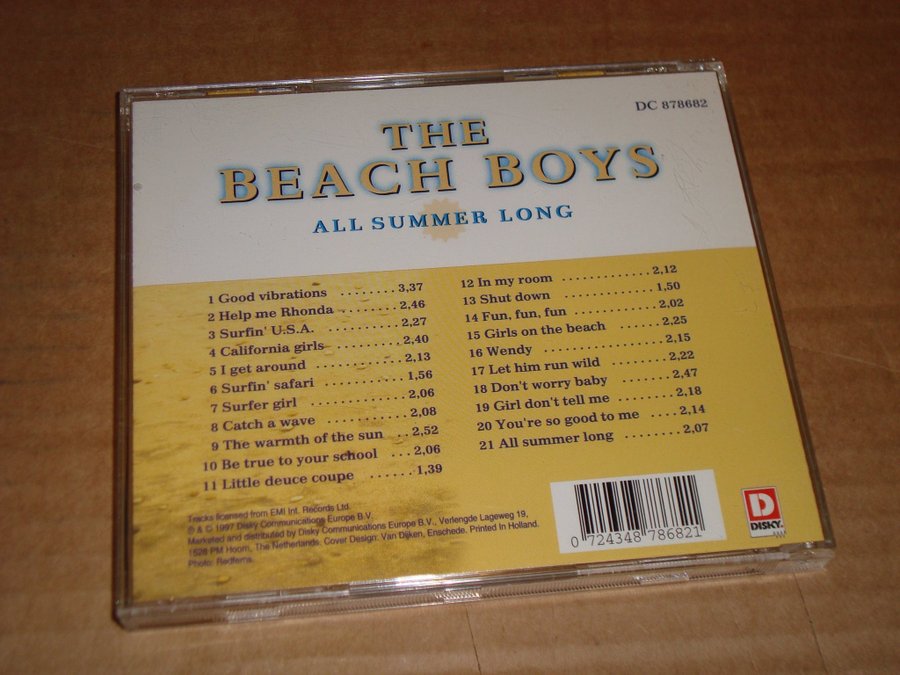 DC 878682
THE
BEACH BOYS
ALL SUMMER LONG
1 Good vibrations ........ 3,37
2 Help me Rhonda ......... 2,46
3 Surfin' U.S.A. ......... 2,27
4 California girls ......... 2,40
5 I get around ......... 2,13
6 Surfin' safari ......... 1,56
7 Surfer girl ......... 2,06
8 Catch a wave ........ 2,08
9 The warmth of the sun .. 2,52
10 Be true to your school ... 2,06
11 Little deuce coupe ...... 1,39
12 In my room ............. 2,12
13 Shut down ............ 1,50
14 Fun, fun, fun ............ 2,02
15 Girls on the beach ...... 2,25
16 Wendy ................ 2,15
17 Let him run wild ........ 2,22
18 Don't worry baby ....... 2,47
19 Girl don't tell me ........ 2,18
20 You're so good to me .... 2,14
21 All summer long ........ 2,07
Tracks licensed from EMI Int. Records Ltd.
℗ & © 1997 Disky Communications Europe B.V.
Marketed and distributed by Disky Communications Europe B.V., Verlengde Lageweg 19,
1628 PM Hoorn, The Netherlands. Cover Design: Van Dijken, Enschede. Printed in Holland.
Photo: Redferns.
0 724348 786821
D
DISKY